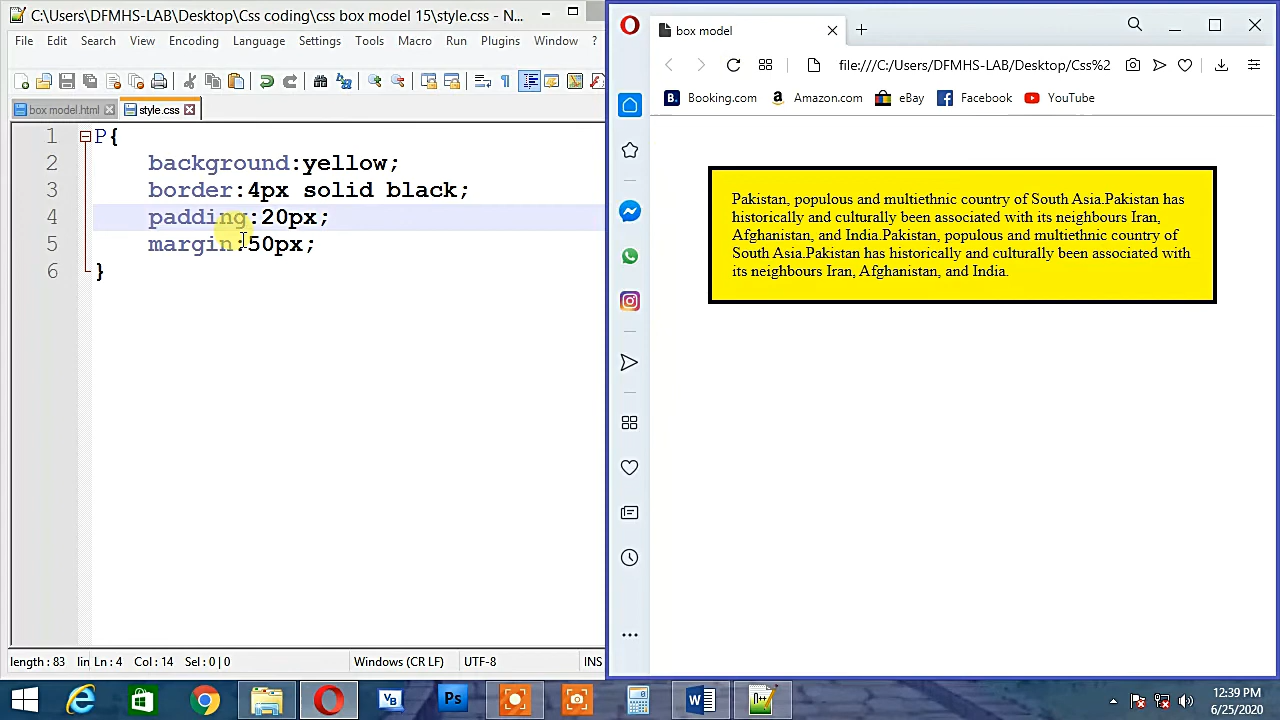 C:\Users\DFMHS-LAB\Desktop\Css coding\css box model 15\style.css - N...
File Edit Search View Encoding Language Settings Tools Macro Run Plugins Window ?
box model.html style.css
1 P{
2 background:yellow;
3 border:4px solid black;
4 padding:20px;
5 margin:50px;
6 }
length : 83 lin Ln : 4 Col : 14 Sel : 0 | 0 Windows (CR LF) UTF-8 INS
box model
file:///C:/Users/DFMHS-LAB/Desktop/Css%2
B. Booking.com a Amazon.com eBay Facebook YouTube
Pakistan, populous and multiethnic country of South Asia.Pakistan has
historically and culturally been associated with its neighbours Iran,
Afghanistan, and India.Pakistan, populous and multiethnic country of
South Asia.Pakistan has historically and culturally been associated with
its neighbours Iran, Afghanistan, and India.
Vb Ps W
12:39 PM
6/25/2020